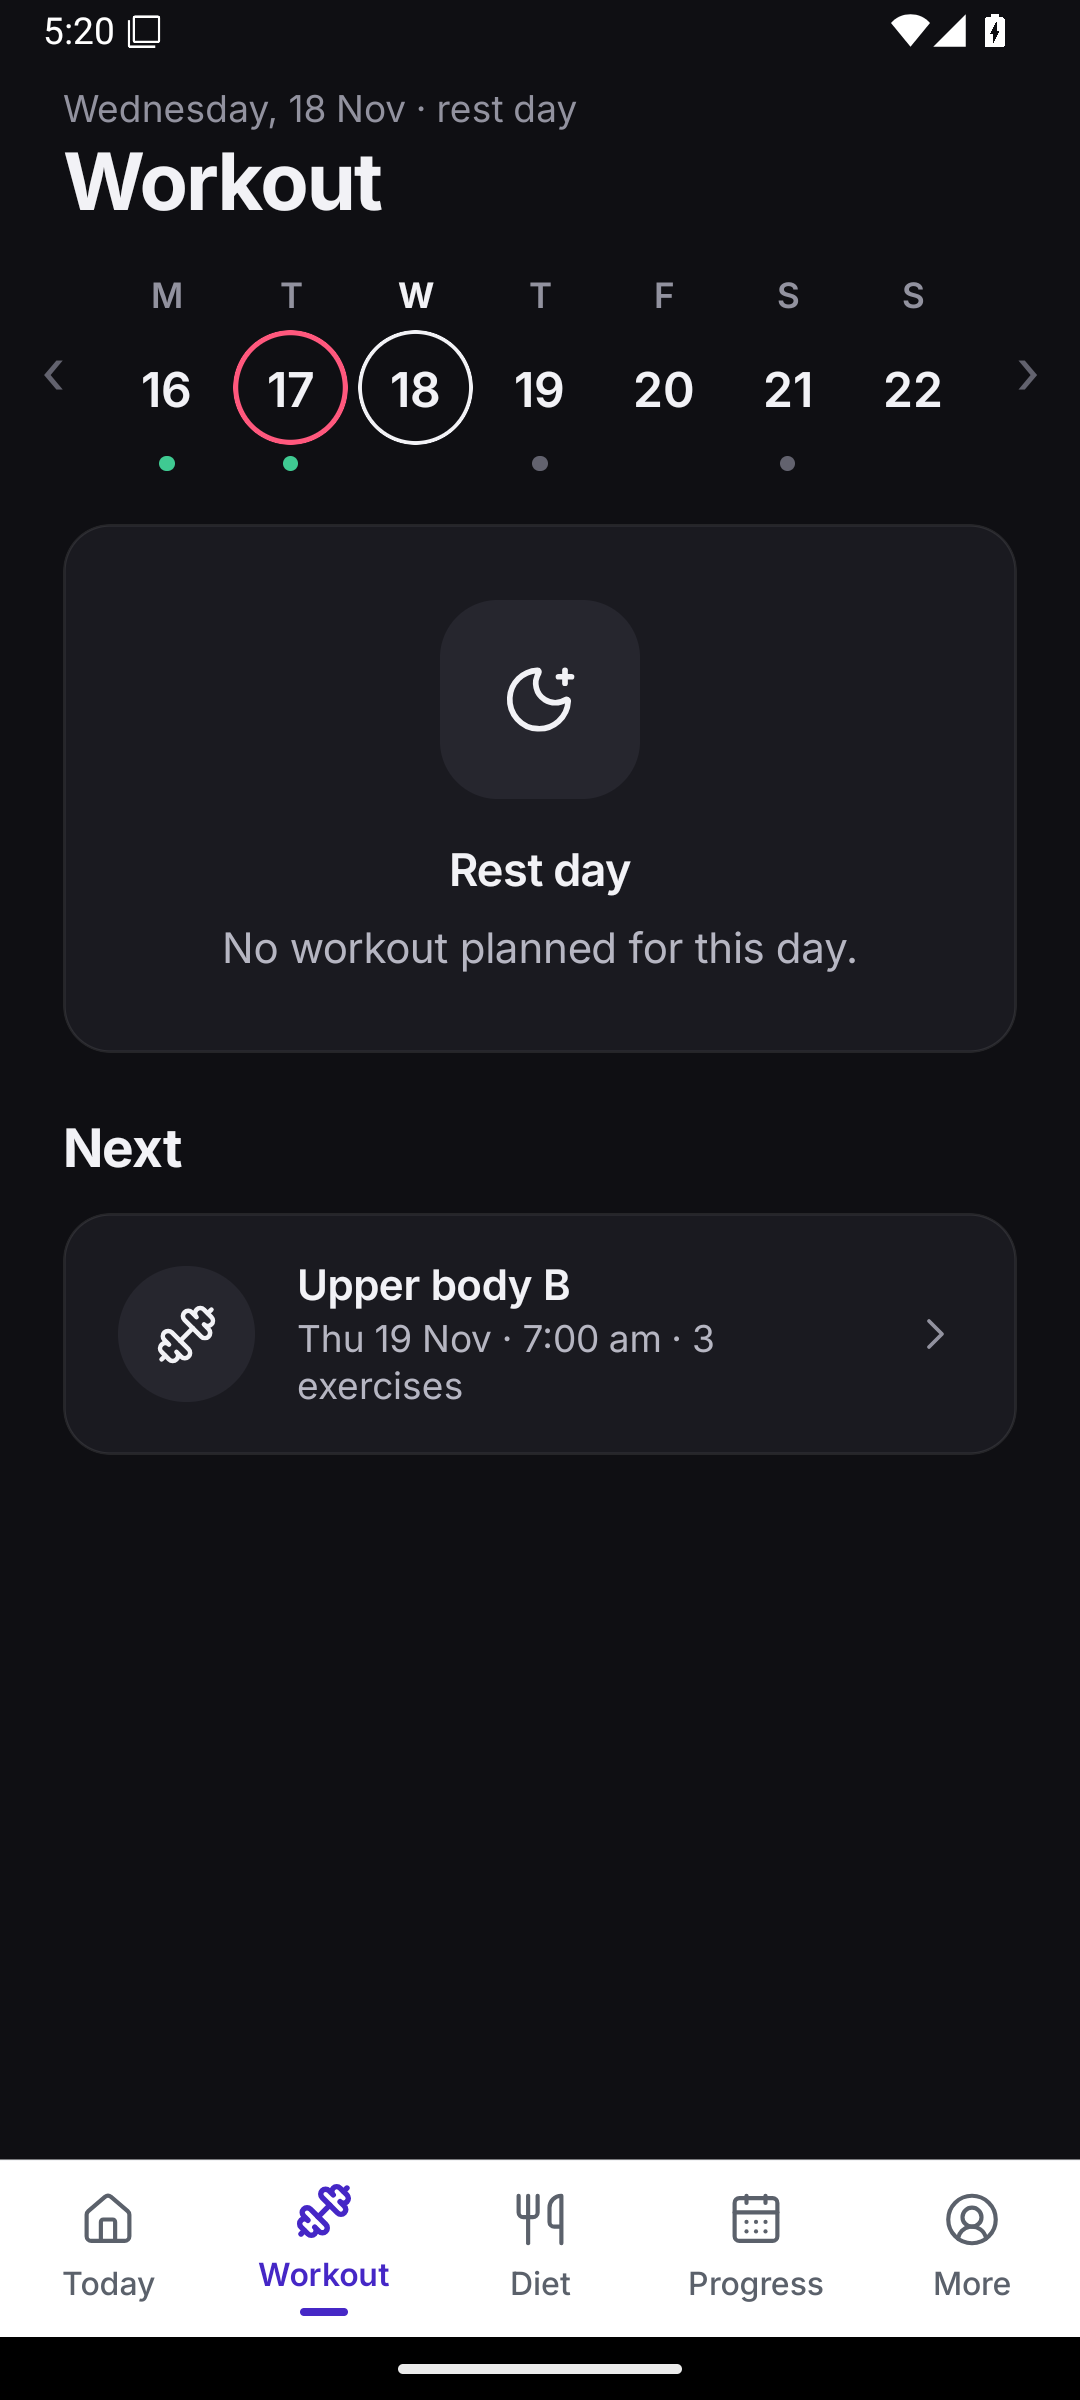 5:20
Wednesday, 18 Nov · rest day
Workout
M T W T F S S
16 17 18 19 20 21 22
Rest day
No workout planned for this day.
Next
Upper body B
Thu 19 Nov · 7:00 am · 3
exercises
Today Workout Diet Progress More